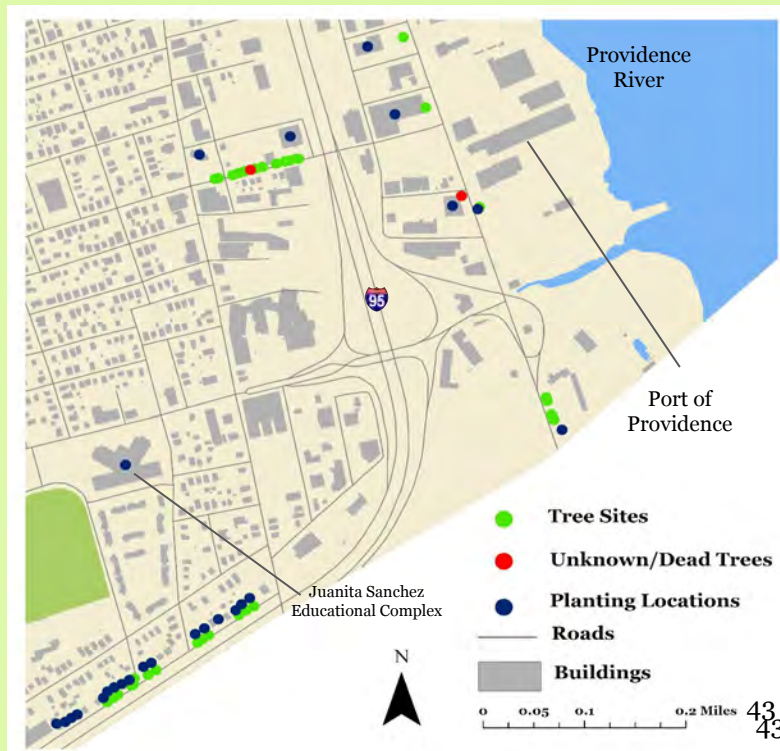 Providence
River
95
Port of
Providence
Tree Sites
Unknown/Dead Trees
Juanita Sanchez
Educational Complex
Planting Locations
Roads
N
Buildings
0 0.05 0.1 0.2 Miles 43
43